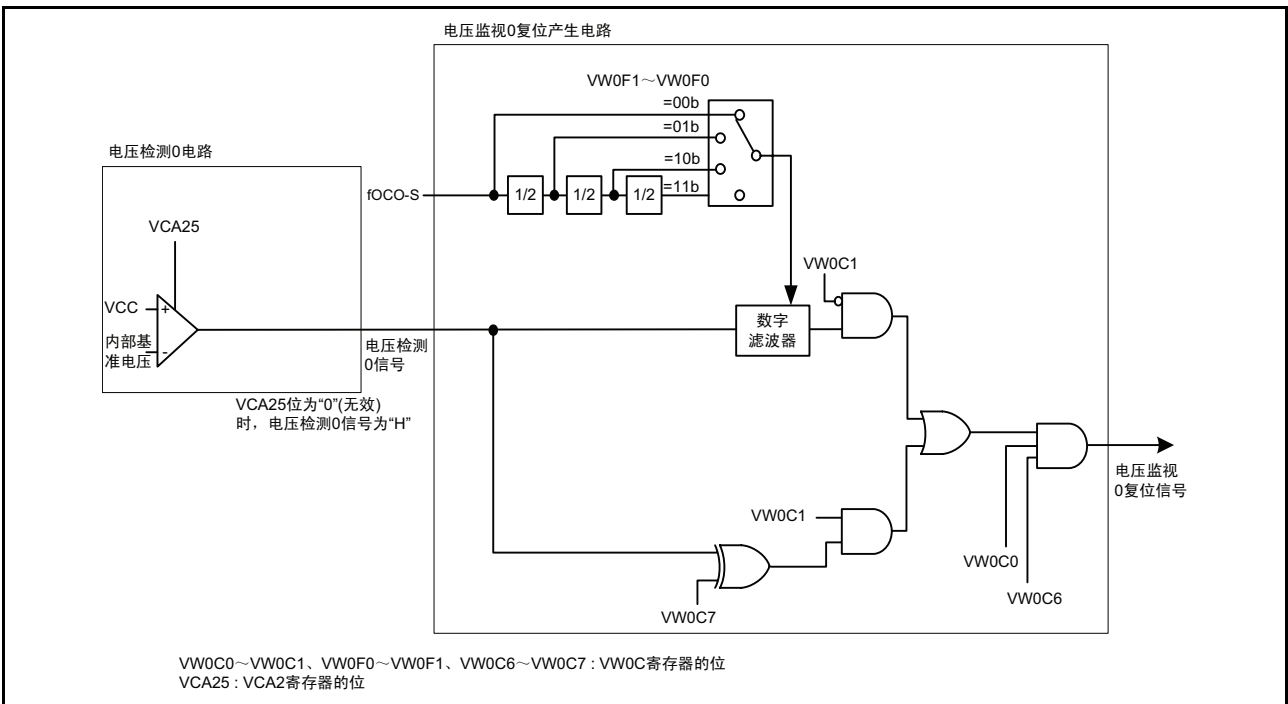 电压监视0复位产生电路
VW0F1～VW0F0
=00b
=01b
=10b
=11b
电压检测0电路
fOCO-S
1/2
1/2
1/2
VCA25
VCC
+
内部基
准电压
-
电压检测
0信号
VCA25位为“0”(无效)
时，电压检测0信号为“H”
VW0C1
数字
滤波器
VW0C1
VW0C7
VW0C0
VW0C6
电压监视
0复位信号
VW0C0～VW0C1、VW0F0～VW0F1、VW0C6～VW0C7 : VW0C寄存器的位
VCA25 : VCA2寄存器的位